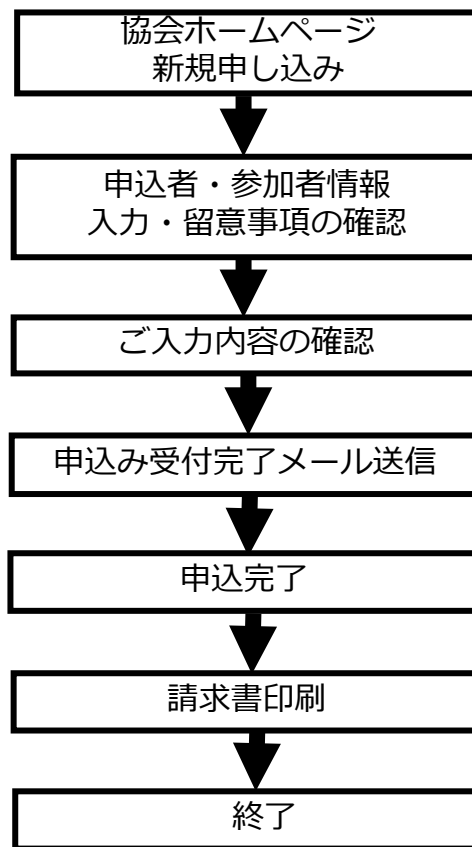 協会ホームページ
新規申し込み
申込者・参加者情報
入力・留意事項の確認
ご入力内容の確認
申込み受付完了メール送信
申込完了
請求書印刷
終了